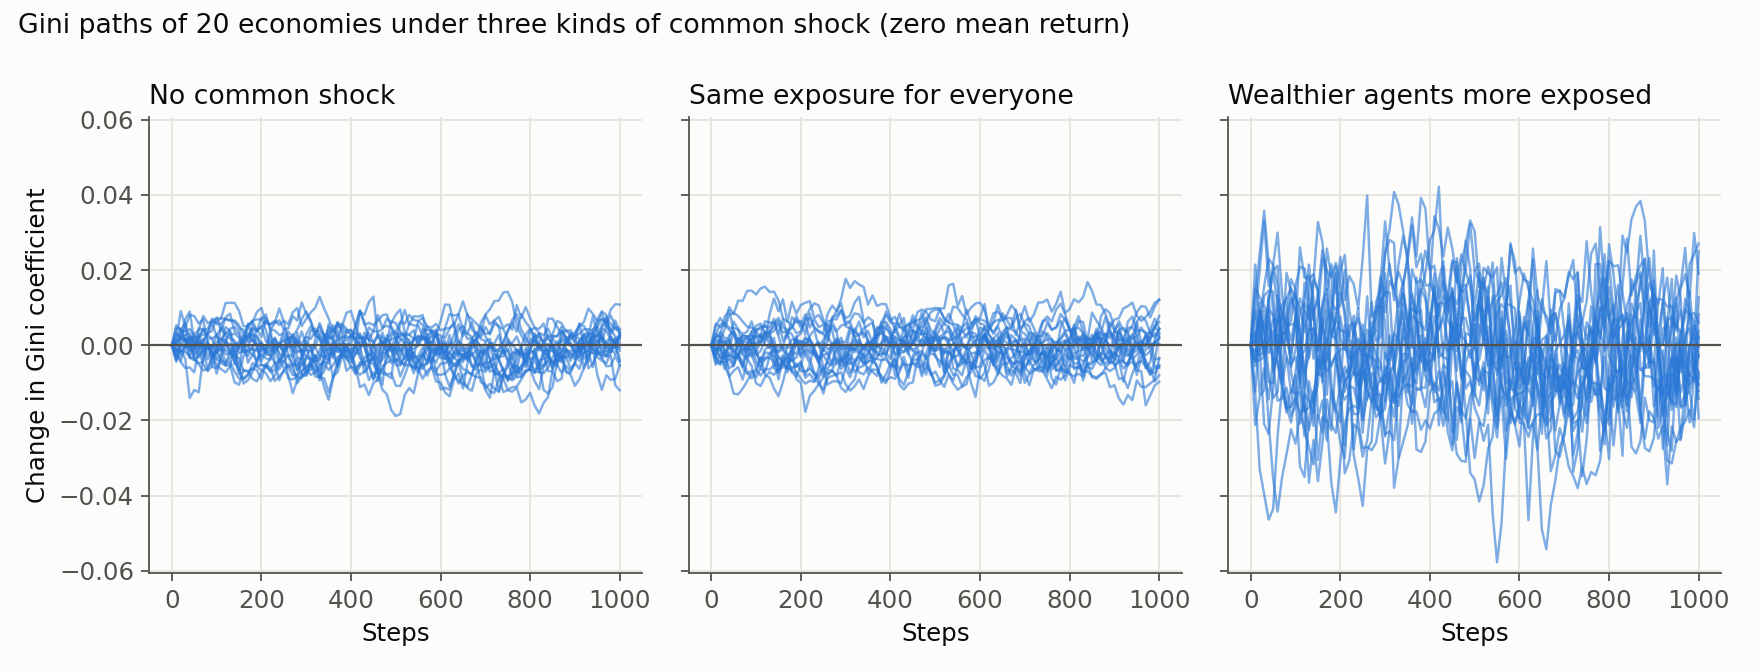 Gini paths of 20 economies under three kinds of common shock (zero mean return)
No common shock
Same exposure for everyone
Wealthier agents more exposed
Change in Gini coefficient
0.06
0.04
0.02
0.00
−0.02
−0.04
−0.06
0 200 400 600 800 1000
0 200 400 600 800 1000
0 200 400 600 800 1000
Steps
Steps
Steps